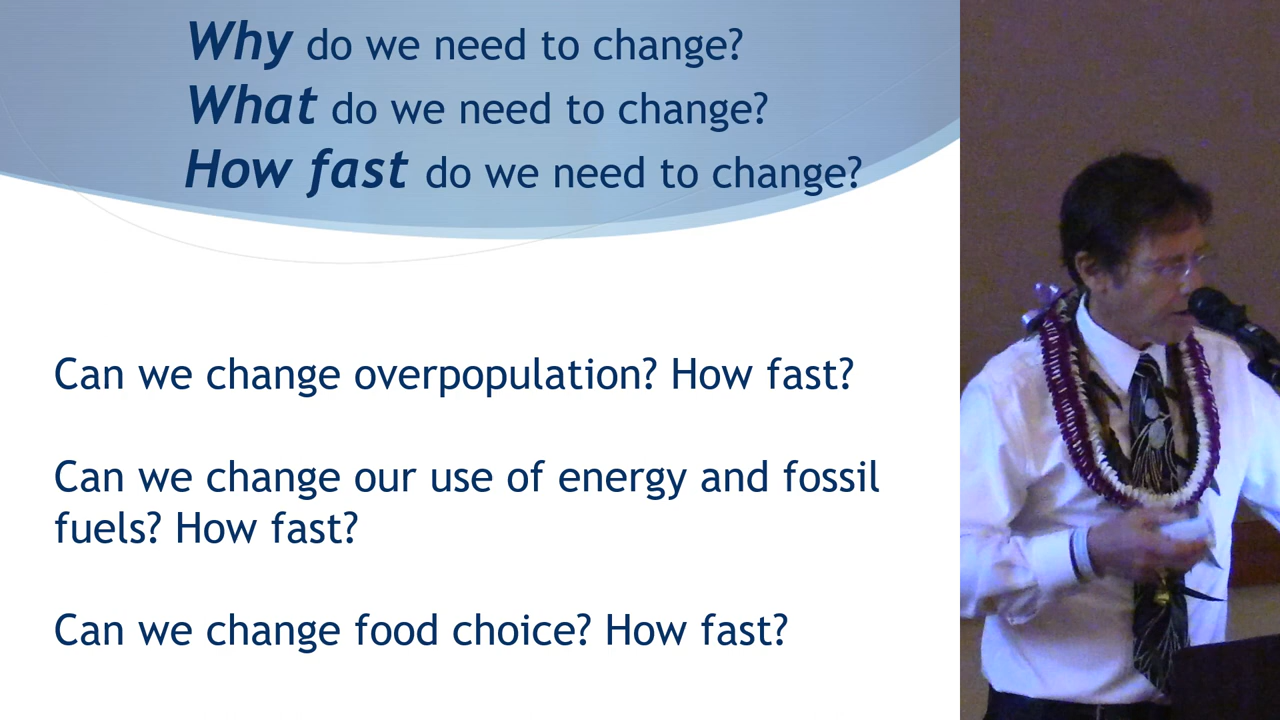 Why do we need to change?
What do we need to change?
How fast do we need to change?
Can we change overpopulation? How fast?
Can we change our use of energy and fossil
fuels? How fast?
Can we change food choice? How fast?